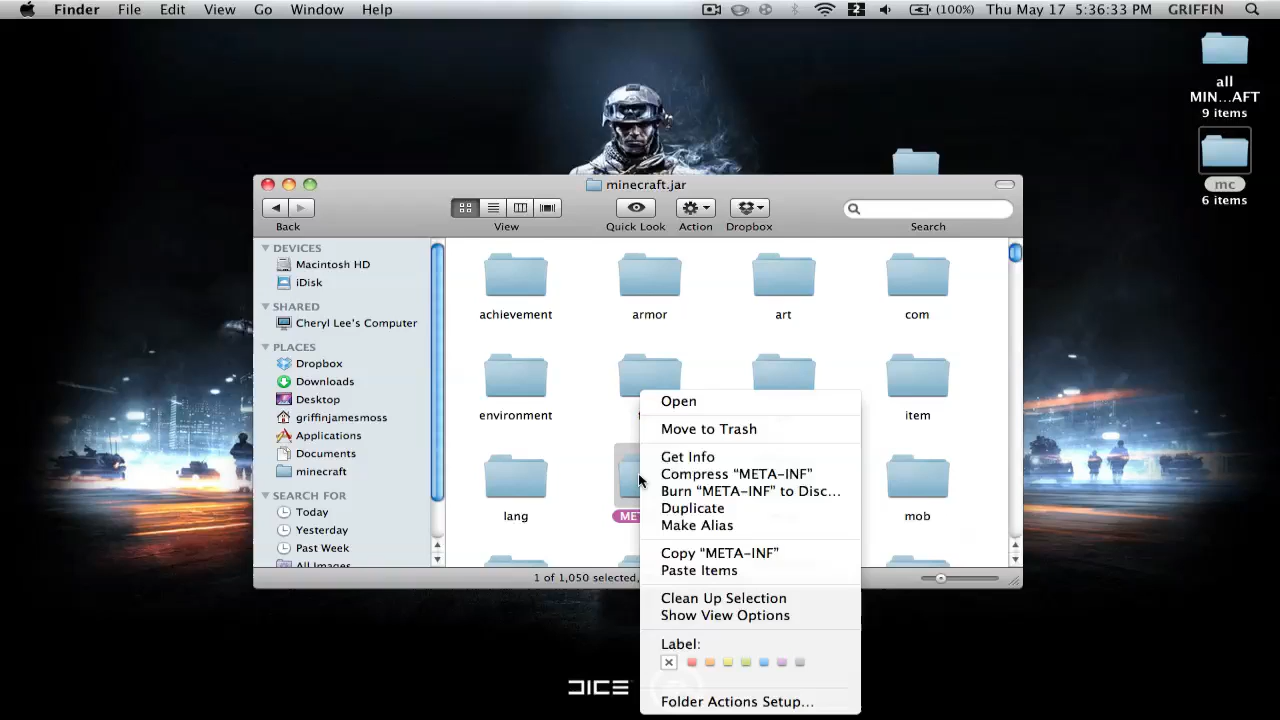 Finder File Edit View Go Window Help 2 (100%) Thu May 17 5:36:33 PM GRIFFIN
all
MIN...AFT
9 items
mc
6 items
minecraft.jar
Back View Quick Look Action Dropbox Search
DEVICES
Macintosh HD
iDisk
SHARED
Cheryl Lee's Computer
PLACES
Dropbox
Downloads
Desktop
griffinjamesmoss
Applications
Documents
minecraft
SEARCH FOR
Today
Yesterday
Past Week
All Images
achievement armor art com
environment item
lang MET mob
1 of 1,050 selected,
Open
Move to Trash
Get Info
Compress “META-INF”
Burn “META-INF” to Disc...
Duplicate
Make Alias
Copy “META-INF”
Paste Items
Clean Up Selection
Show View Options
Label:
Folder Actions Setup...
DICE